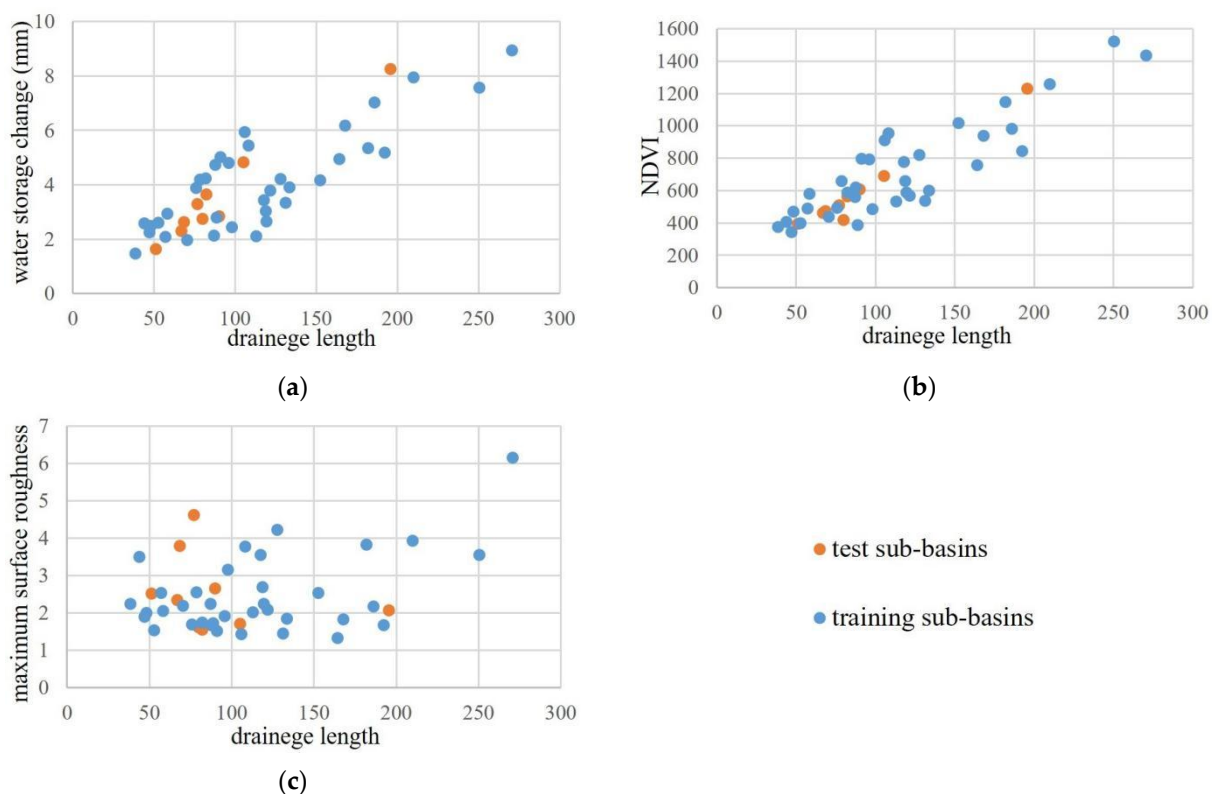 water storage change (mm)
10
8
6
4
2
0
0 50 100 150 200 250 300
drainege length
(a)
NDVI
1600
1400
1200
1000
800
600
400
200
0
0 50 100 150 200 250 300
drainege length
(b)
maximum surface roughness
7
6
5
4
3
2
1
0
0 50 100 150 200 250 300
drainege length
(c)
test sub-basins
training sub-basins